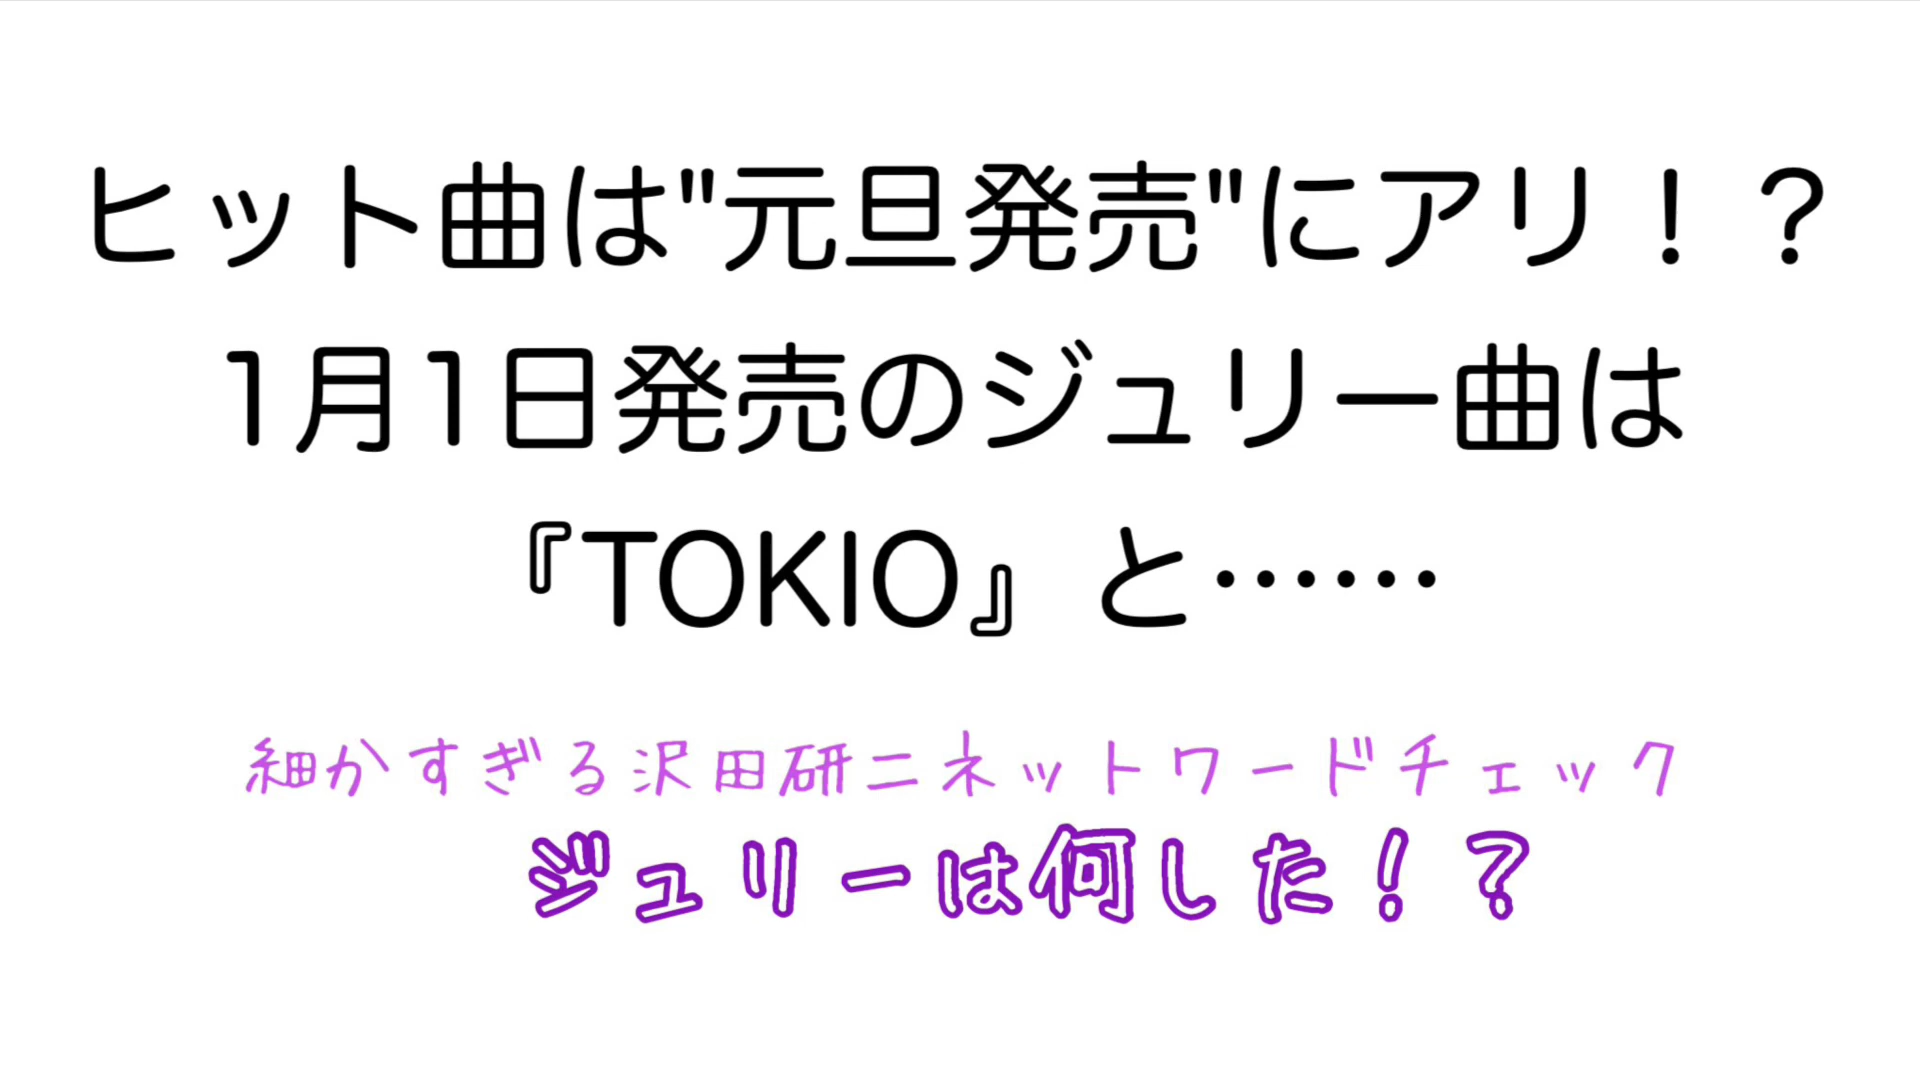 ヒット曲は"元旦発売"にアリ！？
1月1日発売のジュリー曲は
『TOKIO』と……
細かすぎる沢田研二ネットワードチェック
ジュリーは何した！？